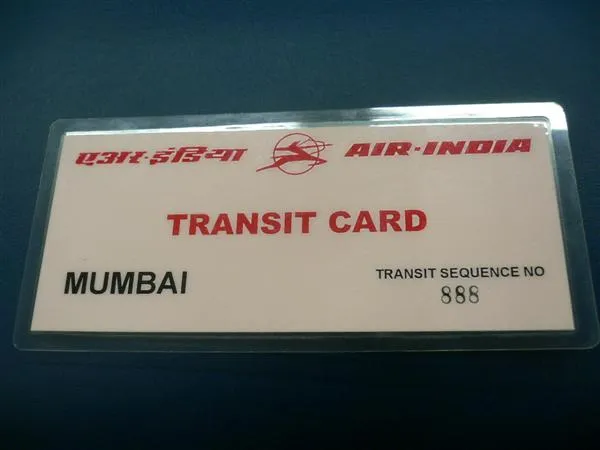 एअर-इंडिया AIR-INDIA
TRANSIT CARD
MUMBAI
TRANSIT SEQUENCE NO
888